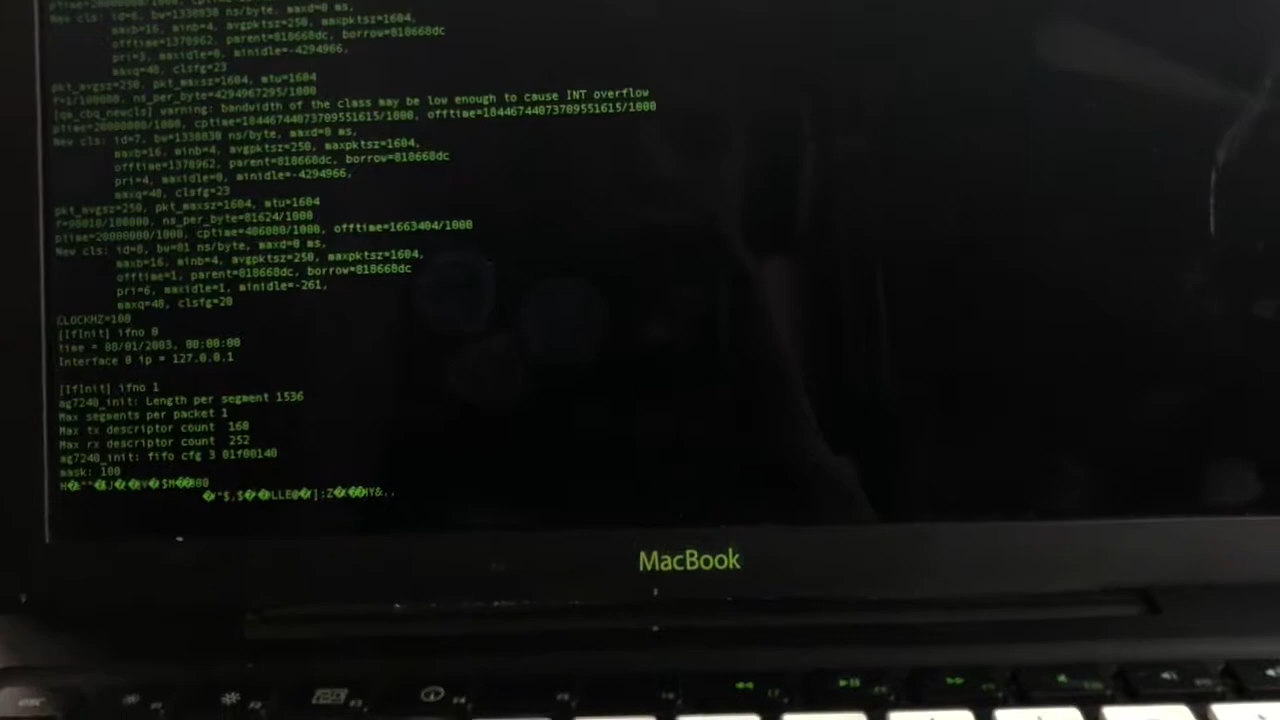 New cls: id=6, bw=1338830 ns/byte, maxd=0 ms,
maxb=16, minb=4, avgpktsz=250, maxpktsz=1604,
offtime=1378962, parent=818668dc, borrow=818668dc
pri=3, maxidle=0, minidle=-4294966,
maxq=48, clsfg=23
pkt_avgsz=250, pkt_maxsz=1604, mtu=1604
f=1/100000, ns_per_byte=4294967295/1000
warning: bandwidth of the class may be low enough to cause INT overflow
ptime=20000000/1000, cptime=18446744073709551615/1000, offtime=18446744073709551615/1000
New cls: id=7, bw=1338830 ns/byte, maxd=0 ms,
maxb=16, minb=4, avgpktsz=250, maxpktsz=1604,
offtime=1378962, parent=818668dc, borrow=818668dc
pri=4, maxidle=0, minidle=-4294966,
maxq=48, clsfg=23
pkt_avgsz=250, pkt_maxsz=1604, mtu=1604
f=98010/100000, ns_per_byte=81624/1000
ptime=20000000/1000, cptime=406000/1000, offtime=1663404/1000
New cls: id=8, bw=81 ns/byte, maxd=0 ms,
maxb=16, minb=4, avgpktsz=250, maxpktsz=1604,
offtime=1, parent=818668dc, borrow=818668dc
pri=6, maxidle=1, minidle=-261,
maxq=48, clsfg=20
CLOCKHZ=100
[IfInit] ifno 0
time = 08/01/2003, 00:00:00
Interface 0 ip = 127.0.0.1
[IfInit] ifno 1
ag7240_init: Length per segment 1536
Max segments per packet 1
Max tx descriptor count 160
Max rx descriptor count 252
ag7240_init: fifo cfg 3 01f00140
mask: 100
MacBook
esc